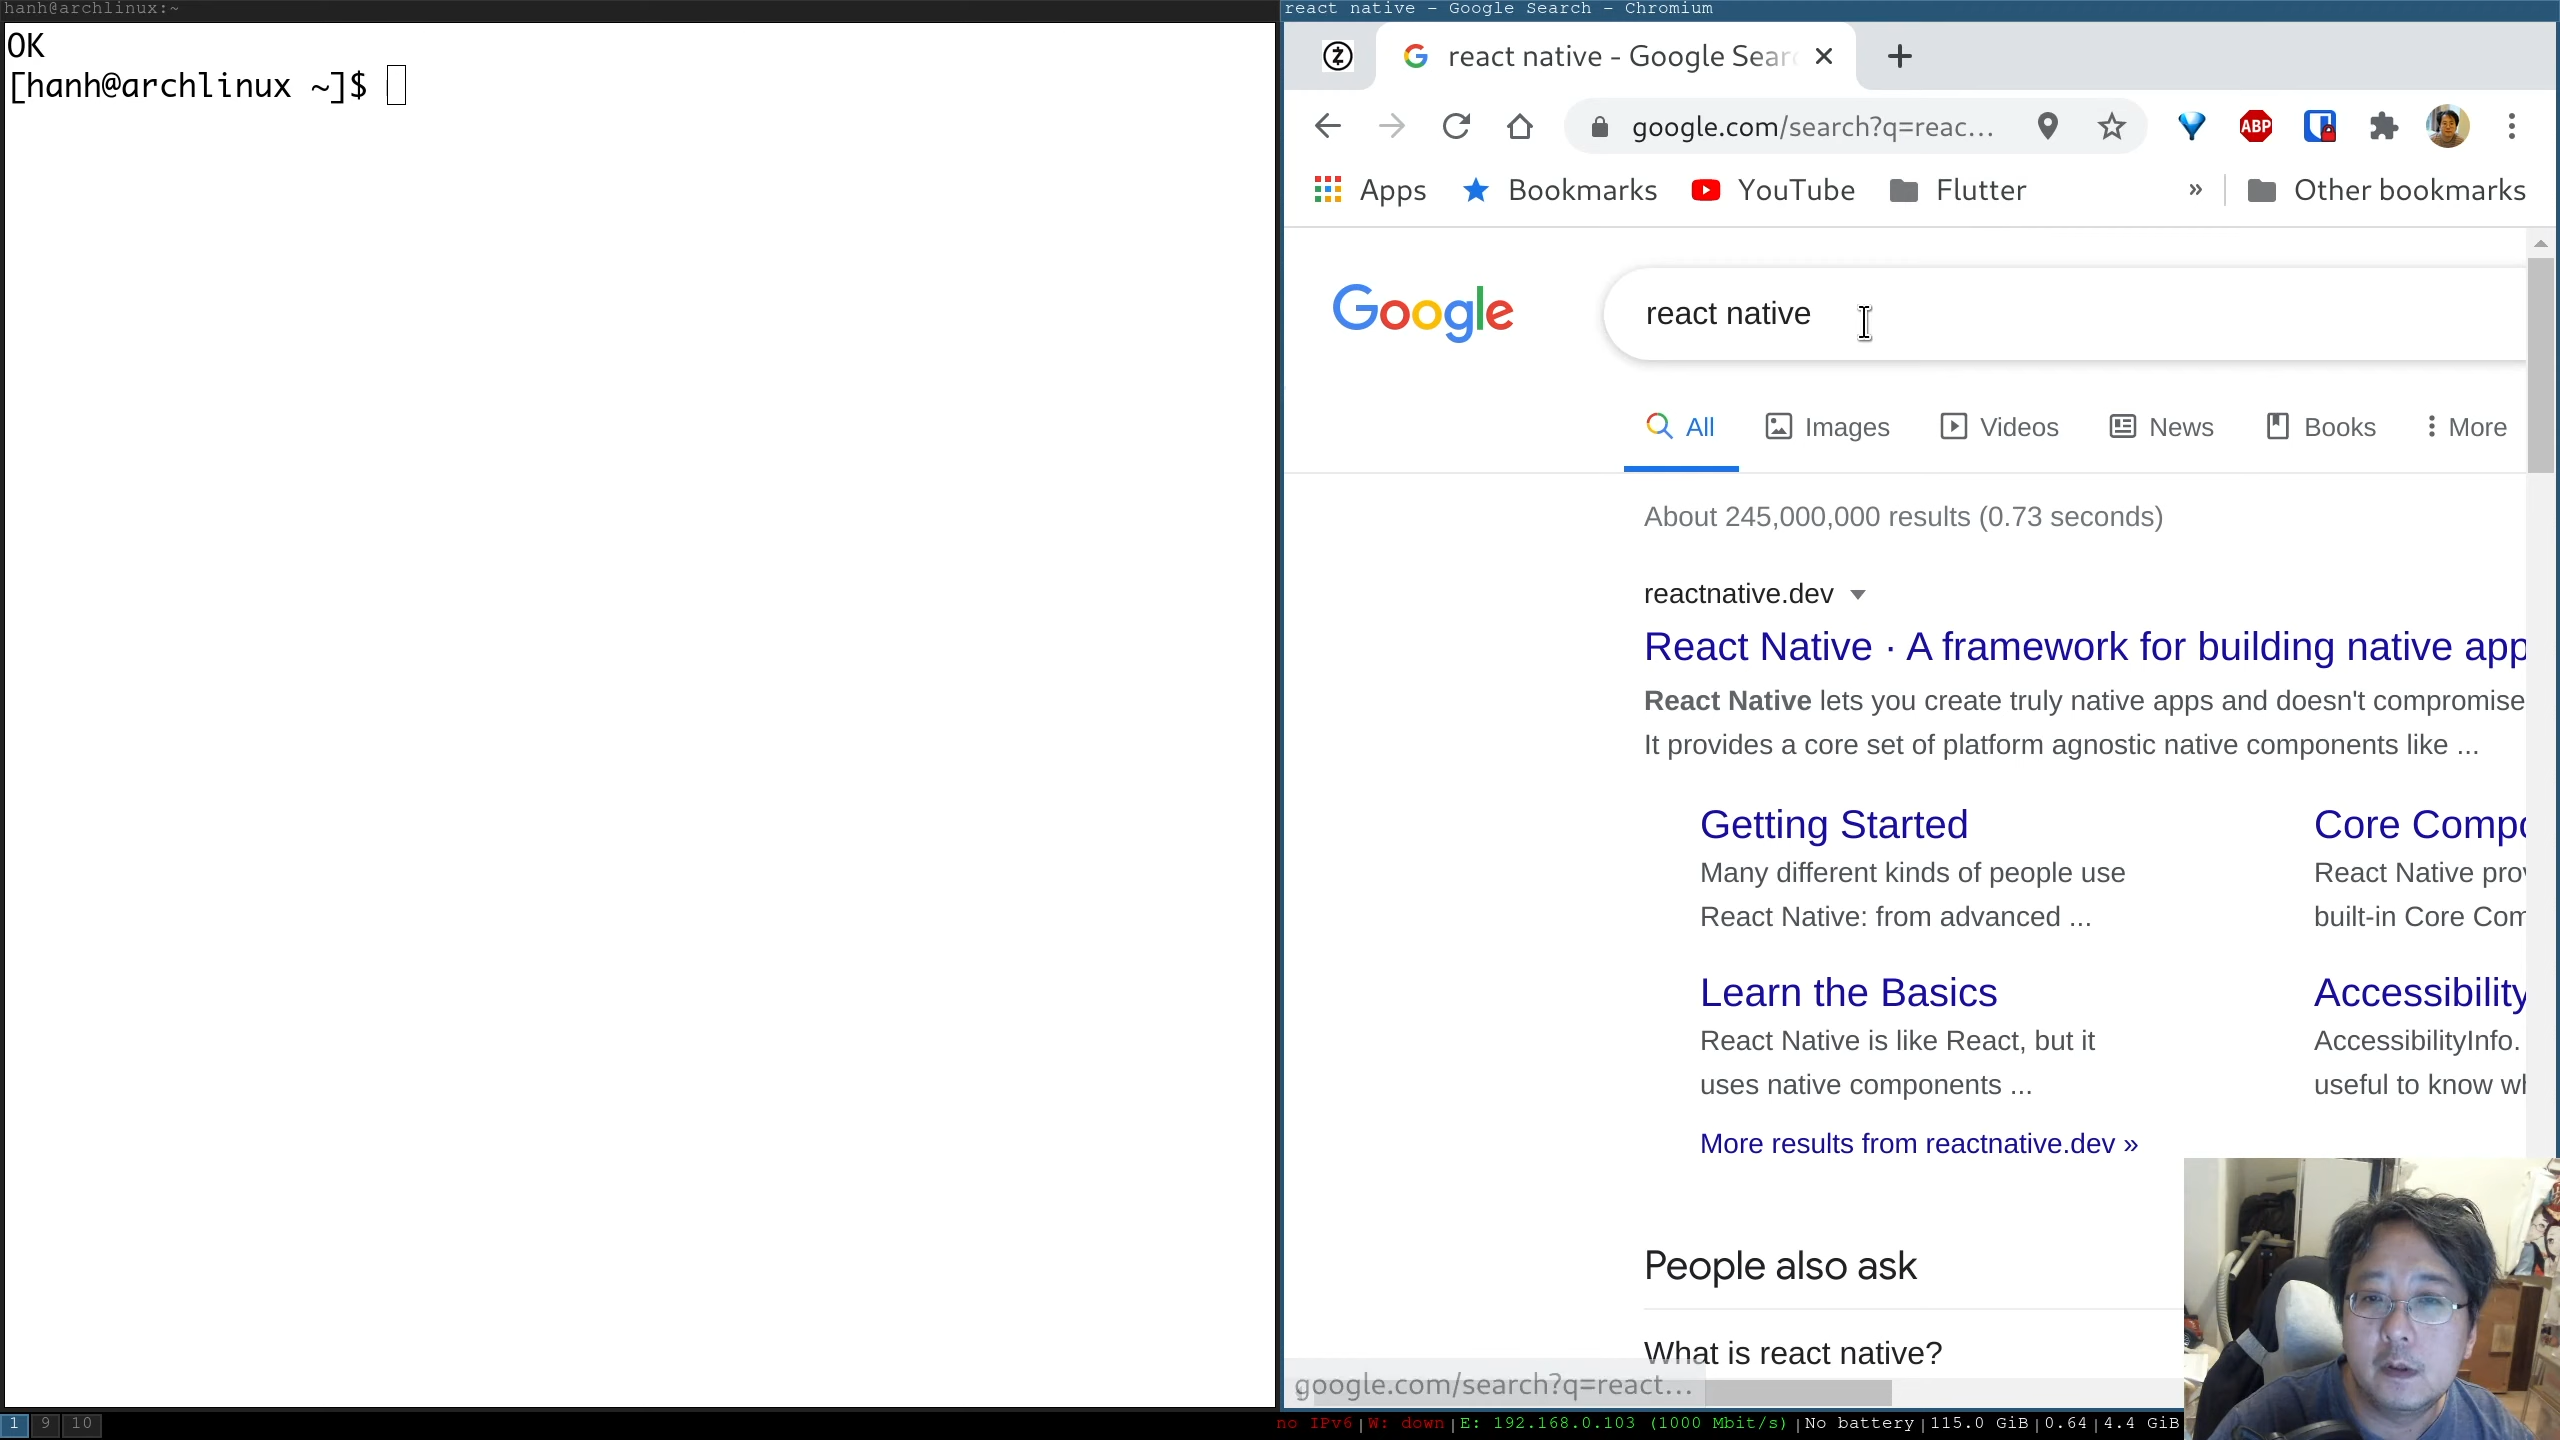 hanh@archlinux:~
OK
[hanh@archlinux ~]$
react native - Google Search - Chromium
react native - Google Sear
google.com/search?q=reac...
ABP
Apps
Bookmarks
YouTube
Flutter
»
Other bookmarks
Google
react native
All
Images
Videos
News
Books
More
About 245,000,000 results (0.73 seconds)
reactnative.dev
React Native · A framework for building native app
React Native lets you create truly native apps and doesn't compromise
It provides a core set of platform agnostic native components like ...
Getting Started
Many different kinds of people use
React Native: from advanced ...
Core Compo
React Native prov
built-in Core Com
Learn the Basics
React Native is like React, but it
uses native components ...
Accessibility
AccessibilityInfo.
useful to know wh
More results from reactnative.dev »
People also ask
What is react native?
google.com/search?q=react...
1 9 10
no IPv6|W: down|E: 192.168.0.103 (1000 Mbit/s)|No battery|115.0 GiB|0.64|4.4 GiB